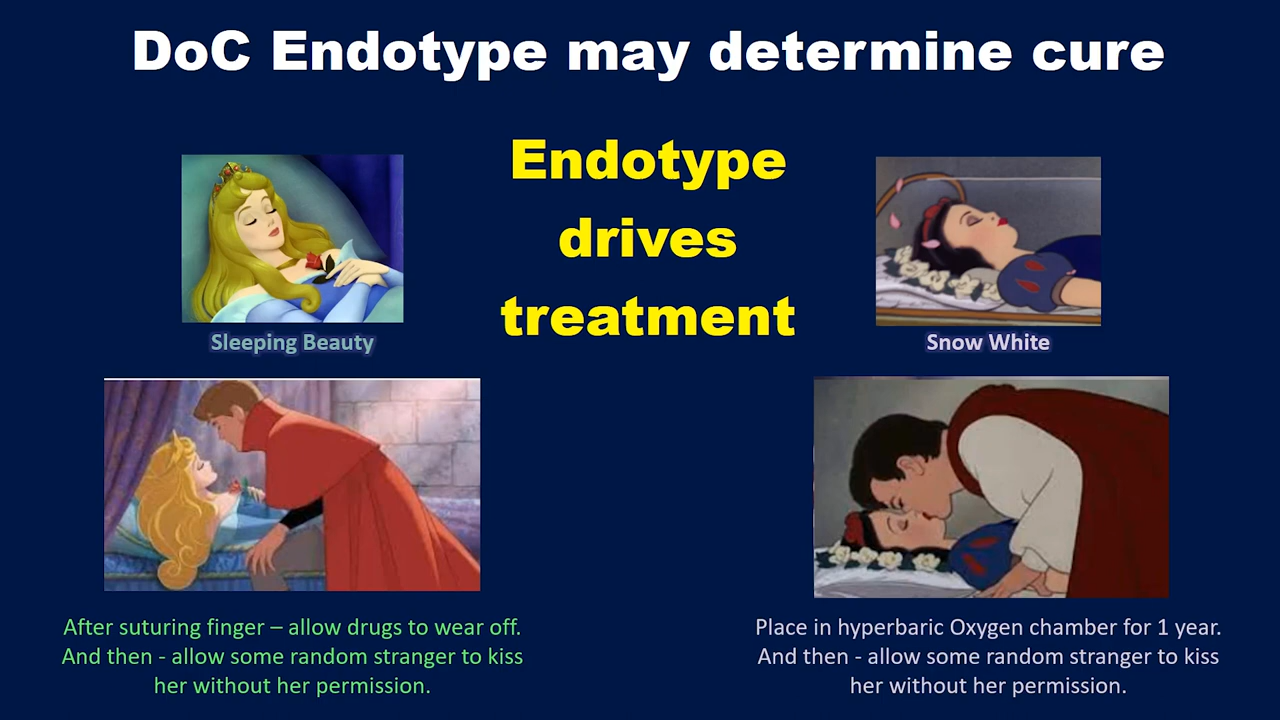 DoC Endotype may determine cure
Endotype
drives
treatment
Sleeping Beauty
Snow White
After suturing finger – allow drugs to wear off.
And then - allow some random stranger to kiss
her without her permission.
Place in hyperbaric Oxygen chamber for 1 year.
And then - allow some random stranger to kiss
her without her permission.